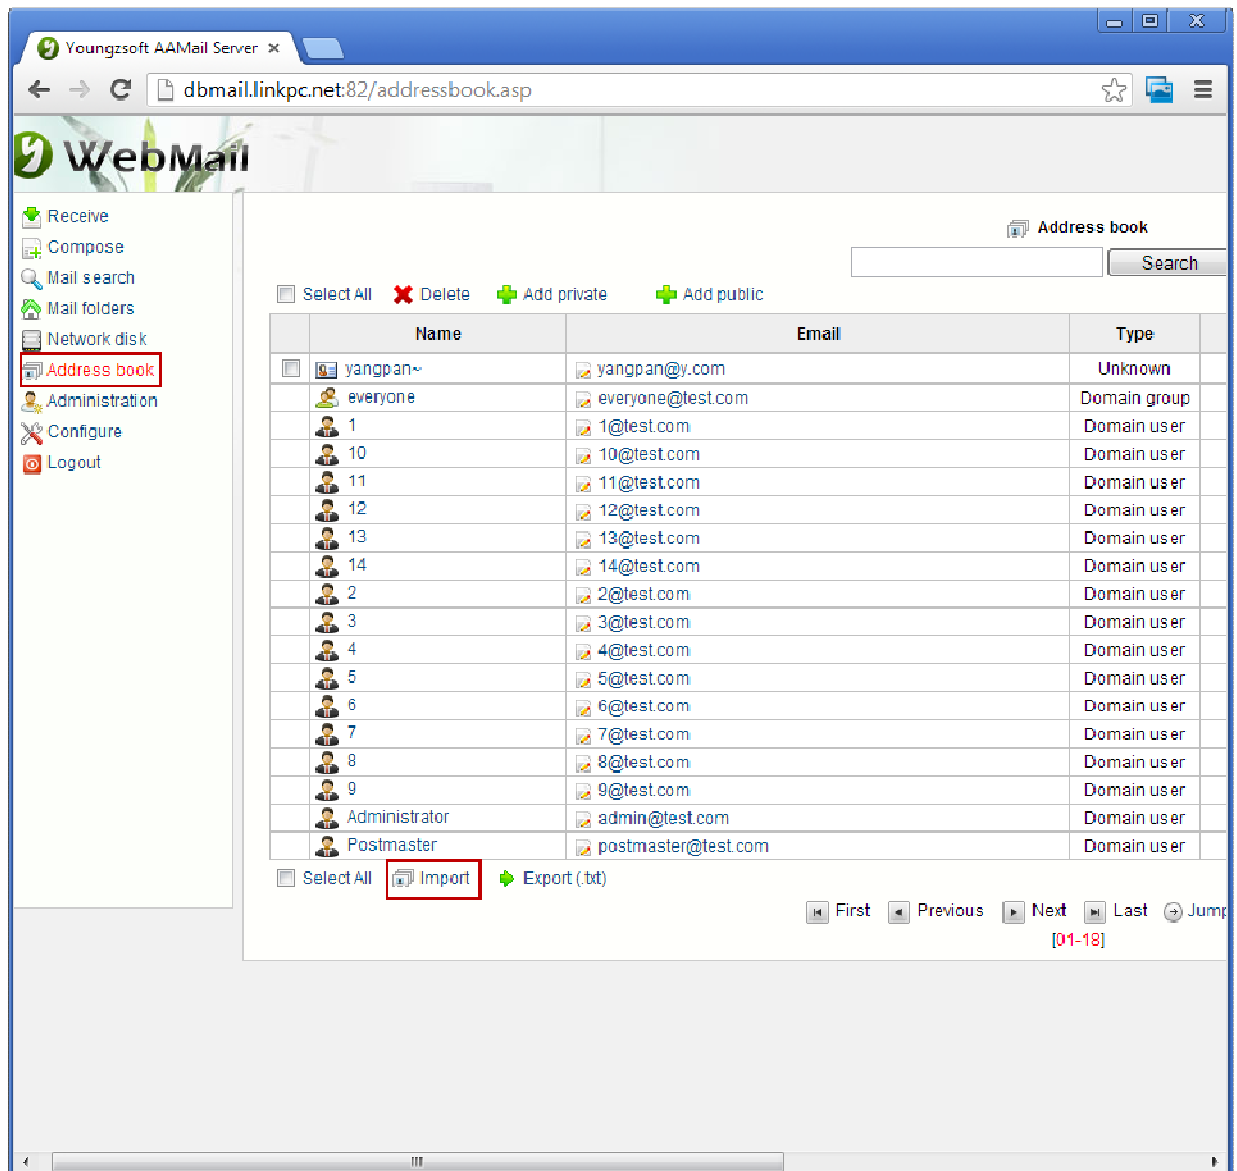 Youngzsoft AAMail Server
dbmail.linkpc.net:82/addressbook.asp
WebMail
Receive
Compose
Mail search
Mail folders
Network disk
Address book
Administration
Configure
Logout
Address book
Search
Select All Delete Add private Add public
Name Email Type
yangpan~ yangpan@y.com Unknown
everyone everyone@test.com Domain group
1 1@test.com Domain user
10 10@test.com Domain user
11 11@test.com Domain user
12 12@test.com Domain user
13 13@test.com Domain user
14 14@test.com Domain user
2 2@test.com Domain user
3 3@test.com Domain user
4 4@test.com Domain user
5 5@test.com Domain user
6 6@test.com Domain user
7 7@test.com Domain user
8 8@test.com Domain user
9 9@test.com Domain user
Administrator admin@test.com Domain user
Postmaster postmaster@test.com Domain user
Select All Import Export (.txt)
First Previous Next Last Jump
[01-18]